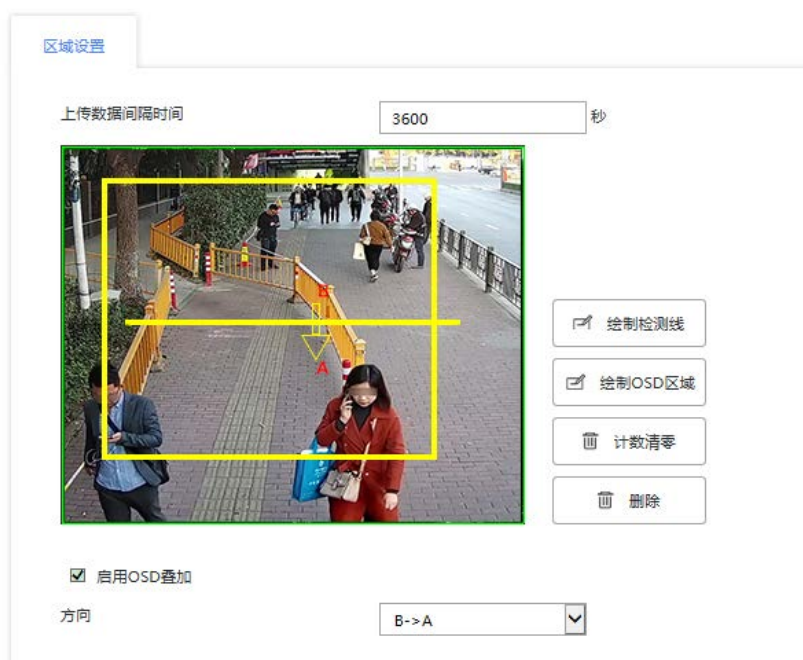 区域设置
上传数据间隔时间 3600 秒
B
A
绘制检测线
绘制OSD区域
计数清零
删除
启用OSD叠加
方向 B->A